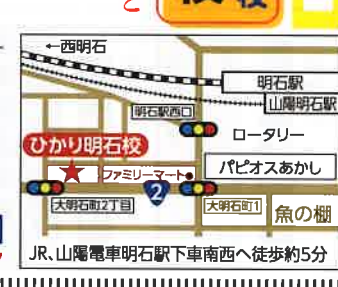 ←西明石
明石駅
山陽明石駅
明石駅西口
ロータリー
ひかり明石校
ファミリーマート
パピオスあかし
2
大明石町2丁目
大明石町1
魚の棚
JR、山陽電車明石駅下車南西へ徒歩約5分